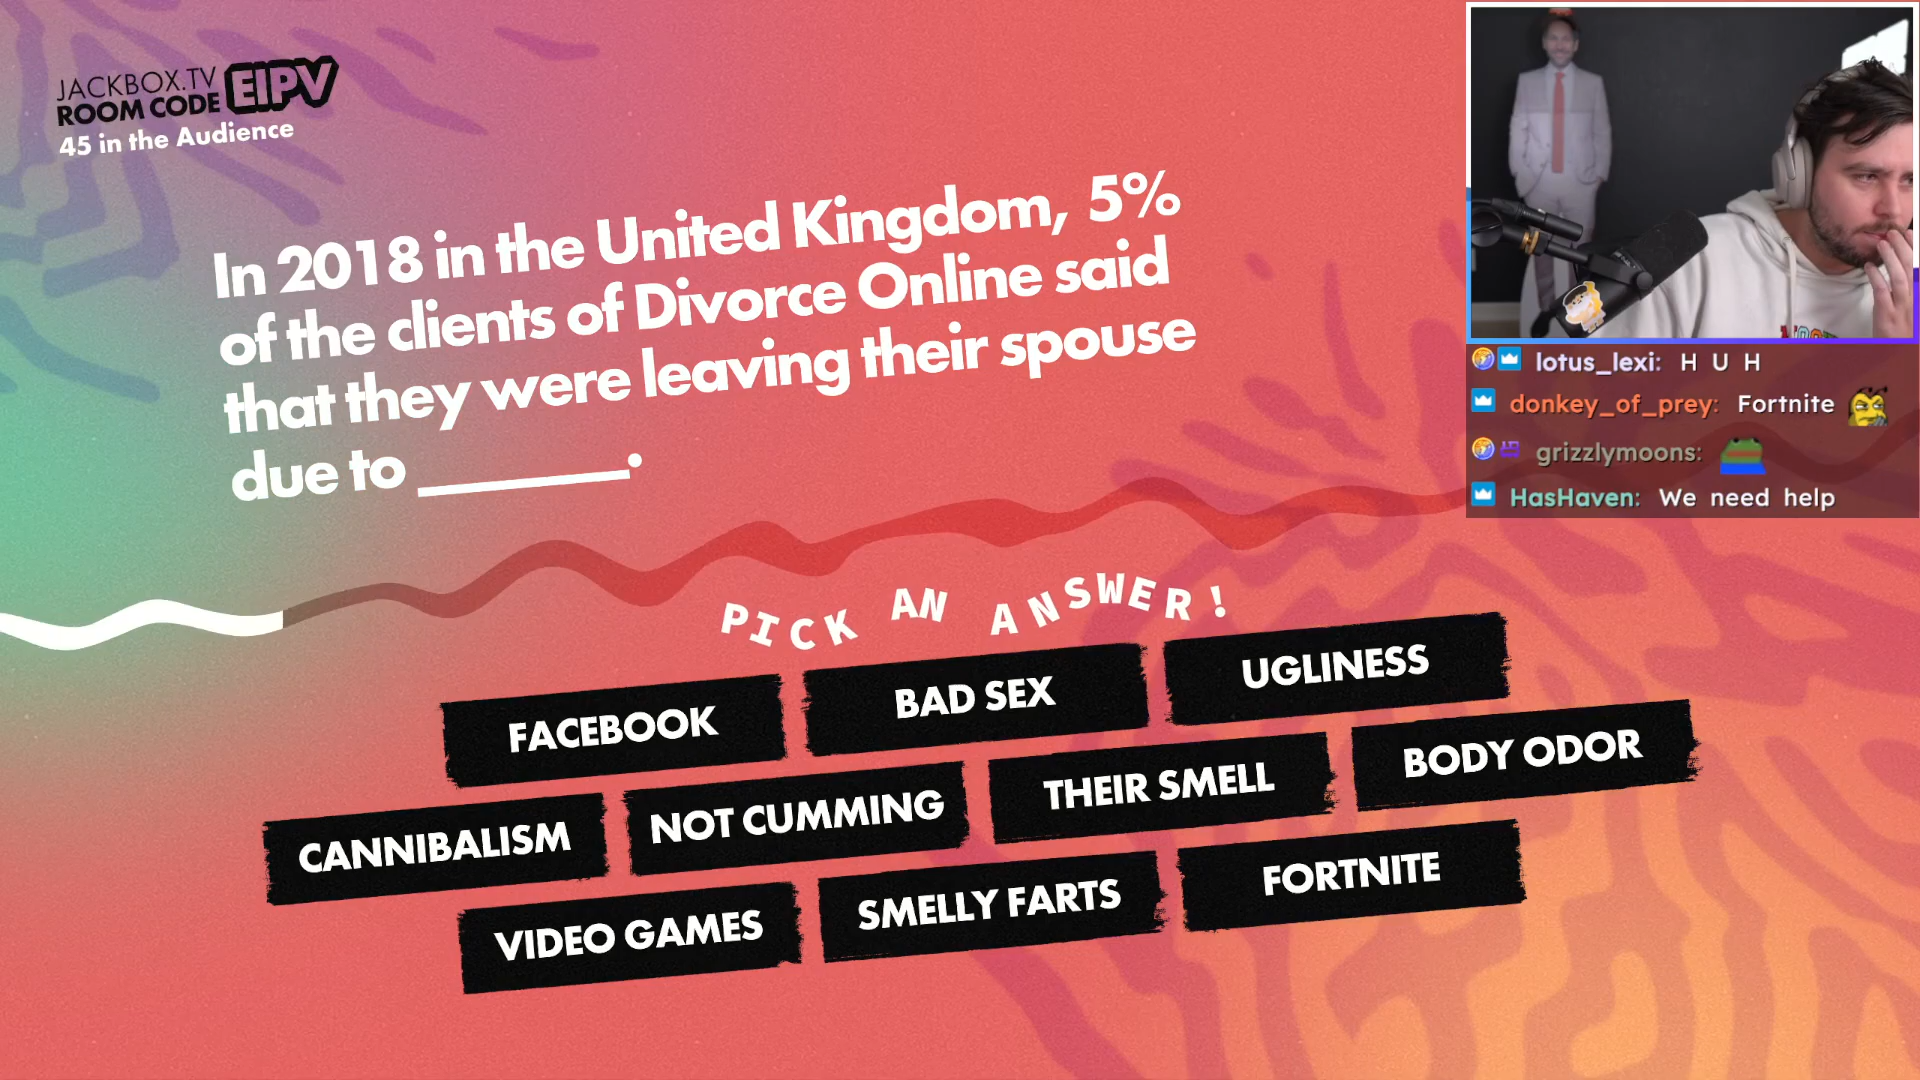 JACKBOX.TV
ROOM CODE EIPV
45 in the Audience
In 2018 in the United Kingdom, 5%
of the clients of Divorce Online said
that they were leaving their spouse
due to ________.
PICK AN ANSWER!
FACEBOOK
BAD SEX
UGLINESS
CANNIBALISM
NOT CUMMING
THEIR SMELL
BODY ODOR
VIDEO GAMES
SMELLY FARTS
FORTNITE
lotus_lexi: H U H
donkey_of_prey: Fortnite
grizzlymoons:
HasHaven: We need help